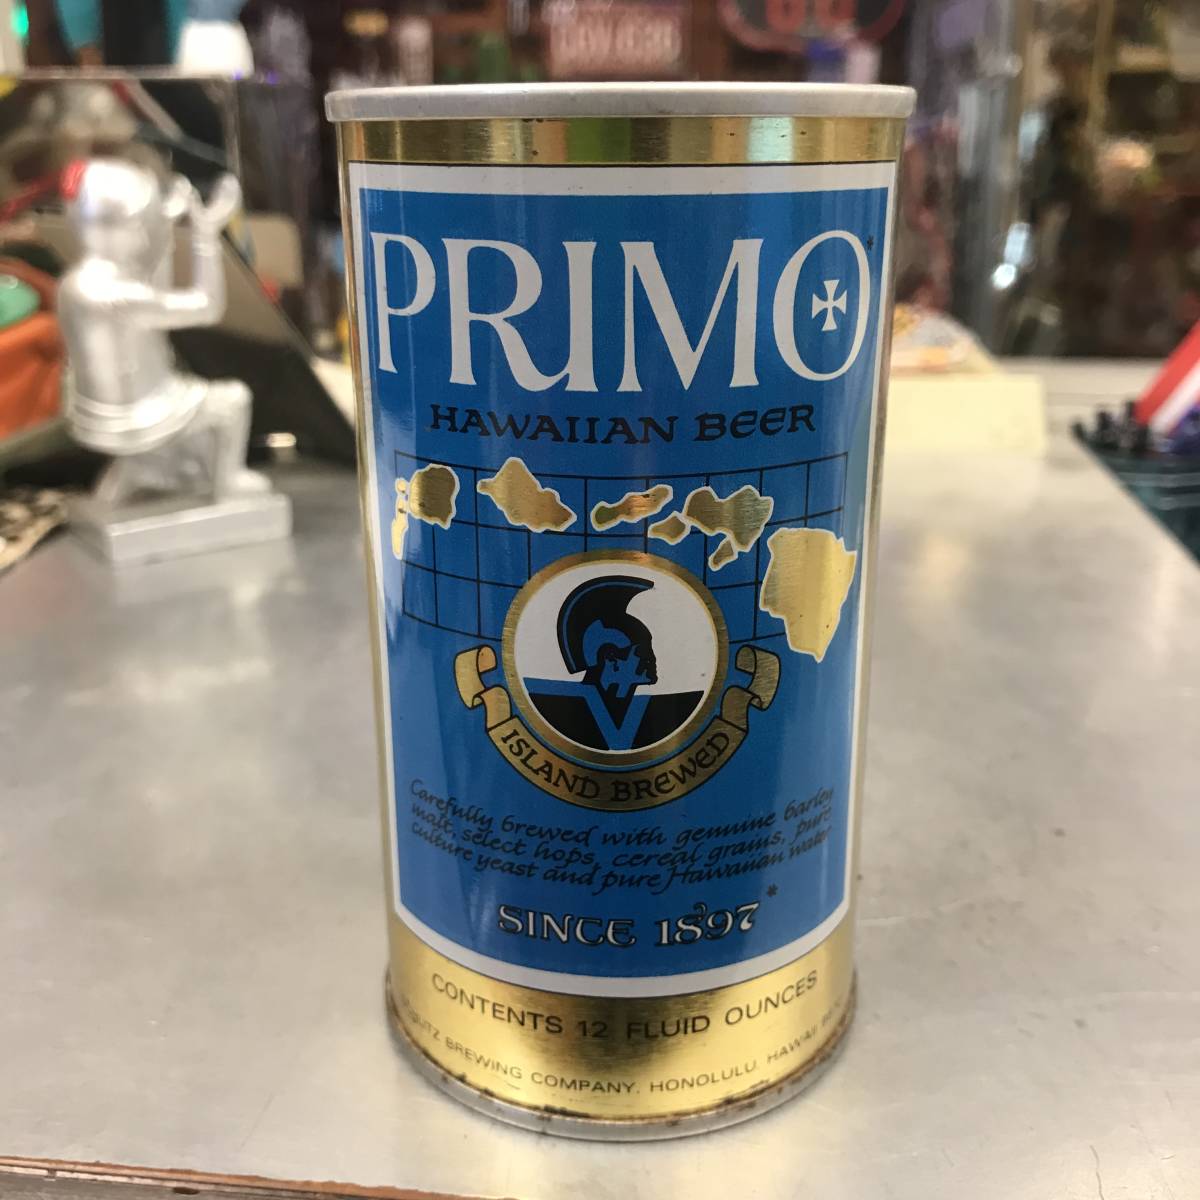 PRIMO*
HAWAIIAN BEER
ISLAND BREWED
Carefully brewed with genuine barley
malt, select hops, cereal grains, pure
culture yeast and pure Hawaiian water
SINCE 1897*
CONTENTS 12 FLUID OUNCES
BREWING COMPANY, HONOLULU, HAWAII